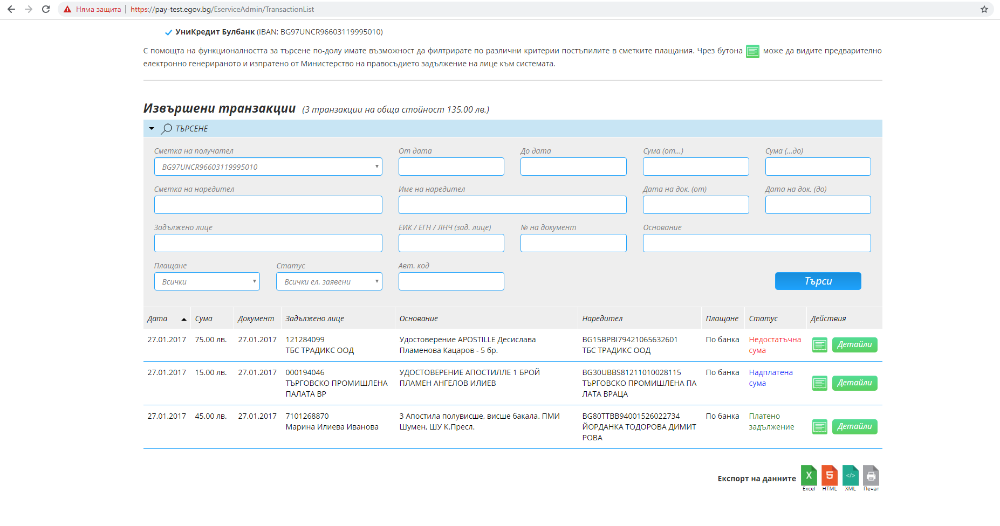 Няма защита https://pay-test.egov.bg/EserviceAdmin/TransactionList
УниКредит Булбанк (IBAN: BG97UNCR96603119995010)
С помощта на функционалността за търсене по-долу имате възможност да филтрирате по различни критерии постъпилите в сметките плащания. Чрез бутона може да видите предварително
електронно генерираното и изпратено от Министерство на правосъдието задължение на лице към системата.
Извършени транзакции (3 транзакции на обща стойност 135.00 лв.)
ТЪРСЕНЕ
Сметка на получател От дата До дата Сума (от...) Сума (...до)
BG97UNCR96603119995010
Сметка на наредител Име на наредител Дата на док. (от) Дата на док. (до)
Задължено лице ЕИК / ЕГН / ЛНЧ (зад. лице) № на документ Основание
Плащане Статус Авт. код
Всички Всички ел. заявени Търси
Дата Сума Документ Задължено лице Основание Наредител Плащане Статус Действия
27.01.2017 75.00 лв. 27.01.2017 121284099 Удостоверение APOSTILLE Десислава BG15BPBI79421065632601 По банка Недостатъчна Детайли
ТБС ТРАДИКС ООД Пламенова Кацаров - 5 бр. ТБС ТРАДИКС ООД сума
27.01.2017 15.00 лв. 27.01.2017 000194046 УДОСТОВЕРЕНИЕ АПОСТИЛЛЕ 1 БРОЙ BG30UBBS81211010028115 По банка Надплатена Детайли
ТЪРГОВСКО ПРОМИШЛЕНА ПЛАМЕН АНГЕЛОВ ИЛИЕВ ТЪРГОВСКО ПРОМИШЛЕНА ПА сума
ПАЛАТА ВР ЛАТА ВРАЦА
27.01.2017 45.00 лв. 27.01.2017 7101268870 3 Апостила полувисше, висше бакала. ПМИ BG80TTBB94001526022734 По банка Платено Детайли
Марина Илиева Иванова Шумен, ШУ К.Пресл. ЙОРДАНКА ТОДОРОВА ДИМИТ задължение
РОВА
Експорт на данните
Excel HTML XML Печат